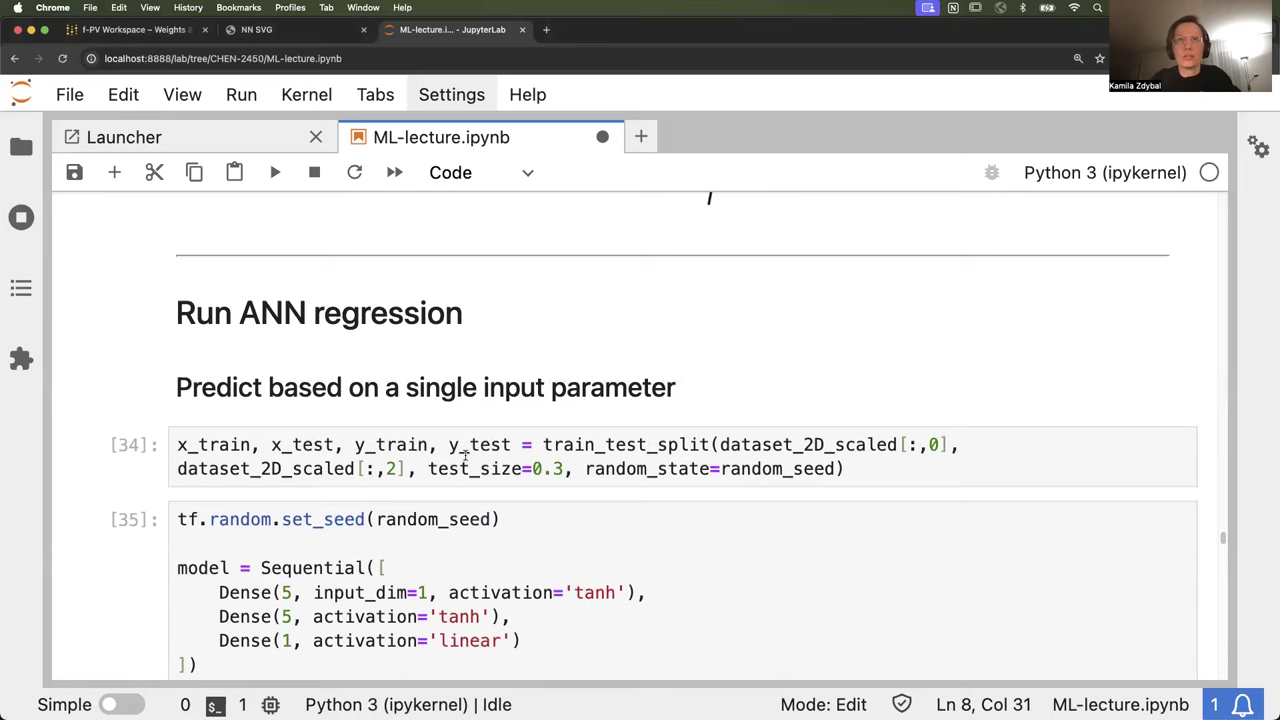 Chrome File Edit View History Bookmarks Profiles Tab Window Help
f-PV Workspace – Weights &
NN SVG
ML-lecture.i... - JupyterLab
localhost:8888/lab/tree/CHEN-2450/ML-lecture.ipynb
Kamila Zdybal
File Edit View Run Kernel Tabs Settings Help
Launcher
ML-lecture.ipynb
Code
Python 3 (ipykernel)
Run ANN regression
Predict based on a single input parameter
[34]: x_train, x_test, y_train, y_test = train_test_split(dataset_2D_scaled[:,0],
dataset_2D_scaled[:,2], test_size=0.3, random_state=random_seed)
[35]: tf.random.set_seed(random_seed)
model = Sequential([
Dense(5, input_dim=1, activation='tanh'),
Dense(5, activation='tanh'),
Dense(1, activation='linear')
])
Simple 0 $_ 1 Python 3 (ipykernel) | Idle Mode: Edit Ln 8, Col 31 ML-lecture.ipynb 1